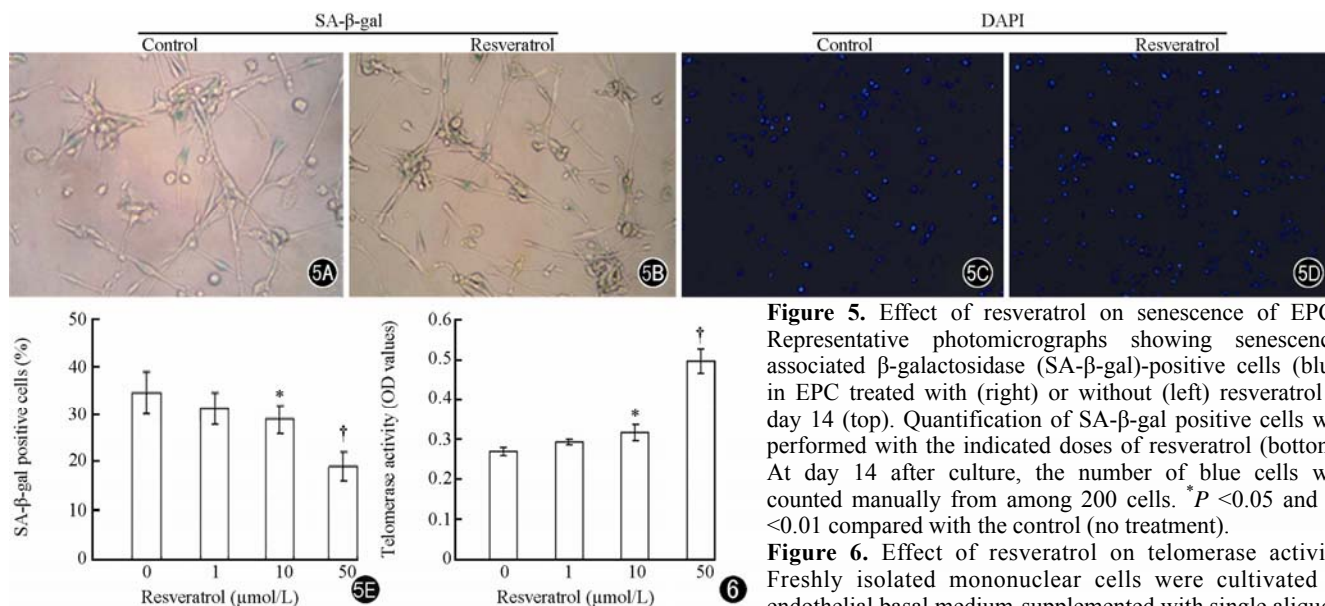 SA-β-gal
Control
Resveratrol
DAPI
Control
Resveratrol
5A
5B
5C
5D
SA-β-gal positive cells (%)
50
40
30
20
10
0
*
†
0 1 10 50
Resveratrol (μmol/L)
5E
Telomerase activity (OD values)
0.6
0.5
0.4
0.3
0.2
0.1
0
*
†
0 1 10 50
Resveratrol (μmol/L)
6
Figure 5. Effect of resveratrol on senescence of EPC
Representative photomicrographs showing senescenc
associated β-galactosidase (SA-β-gal)-positive cells (blu
in EPC treated with (right) or without (left) resveratrol
day 14 (top). Quantification of SA-β-gal positive cells w
performed with the indicated doses of resveratrol (bottom
At day 14 after culture, the number of blue cells w
counted manually from among 200 cells. *P <0.05 and
<0.01 compared with the control (no treatment).
Figure 6. Effect of resveratrol on telomerase activi
Freshly isolated mononuclear cells were cultivated
endothelial basal medium supplemented with single aliquo